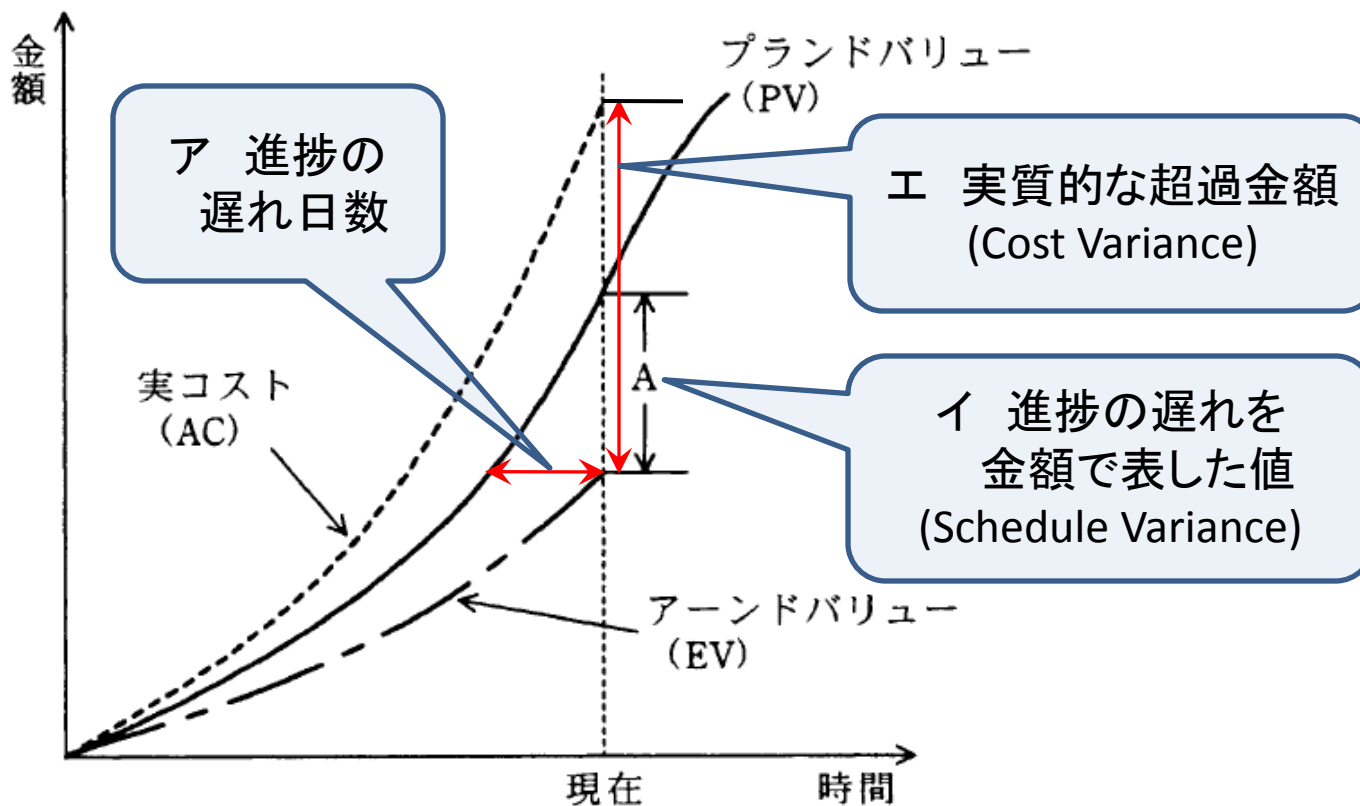 金額
プランドバリュー
(PV)
ア 進捗の
遅れ日数
エ 実質的な超過金額
(Cost Variance)
A
実コスト
(AC)
イ 進捗の遅れを
金額で表した値
(Schedule Variance)
アーンドバリュー
(EV)
現在
時間